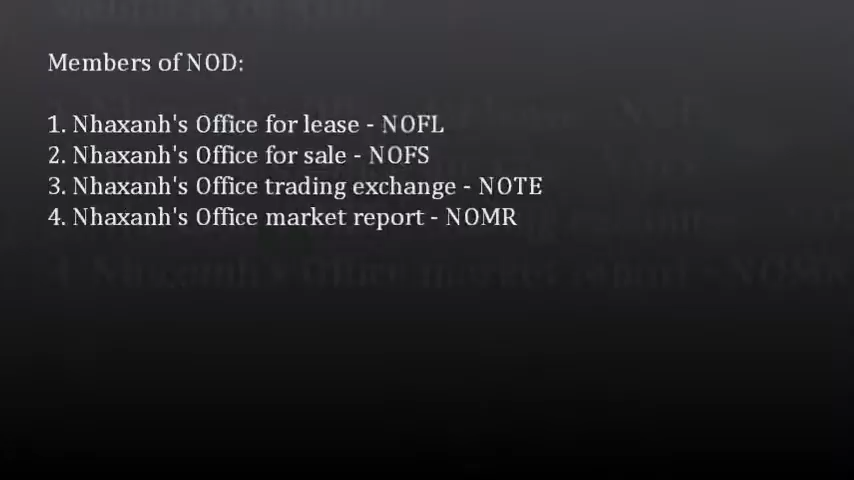 Members of NOD:
1. Nhaxanh's Office for lease - NOFL
2. Nhaxanh's Office for sale - NOFS
3. Nhaxanh's Office trading exchange - NOTE
4. Nhaxanh's Office market report - NOMR